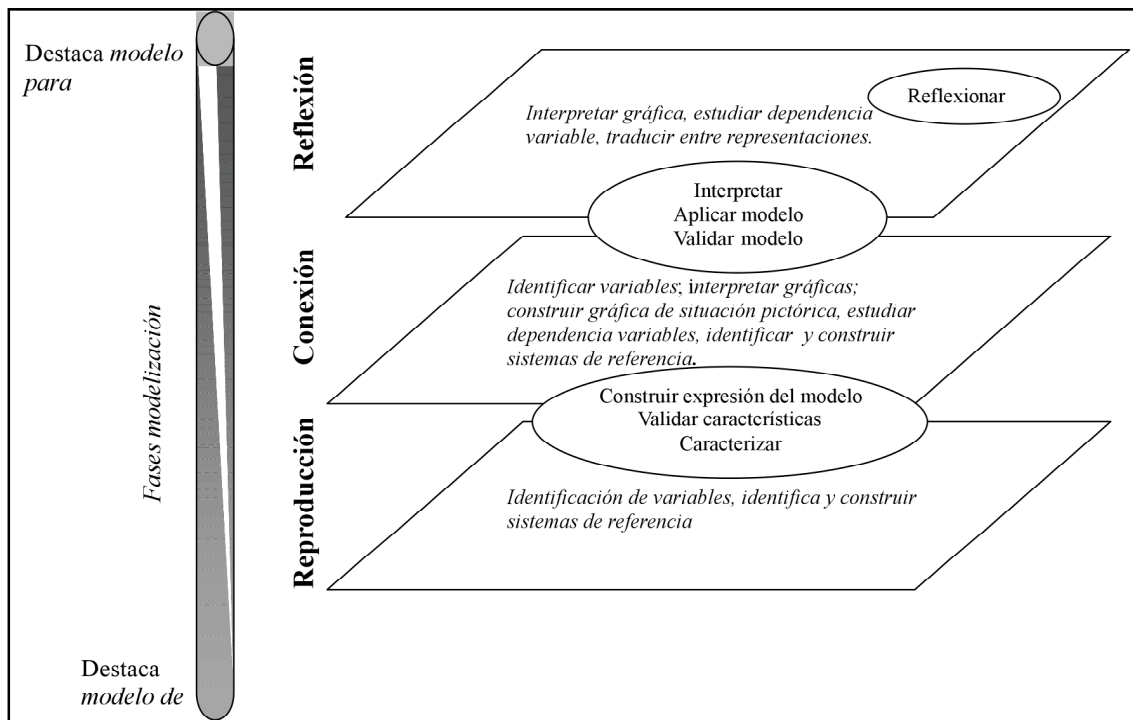 Destaca modelo
para
Fases modelización
Destaca
modelo de
Reflexión
Reflexionar
Interpretar gráfica, estudiar dependencia
variable, traducir entre representaciones.
Interpretar
Aplicar modelo
Validar modelo
Conexión
Identificar variables; interpretar gráficas;
construir gráfica de situación pictórica, estudiar
dependencia variables, identificar y construir
sistemas de referencia.
Construir expresión del modelo
Validar características
Caracterizar
Reproducción
Identificación de variables, identifica y construir
sistemas de referencia